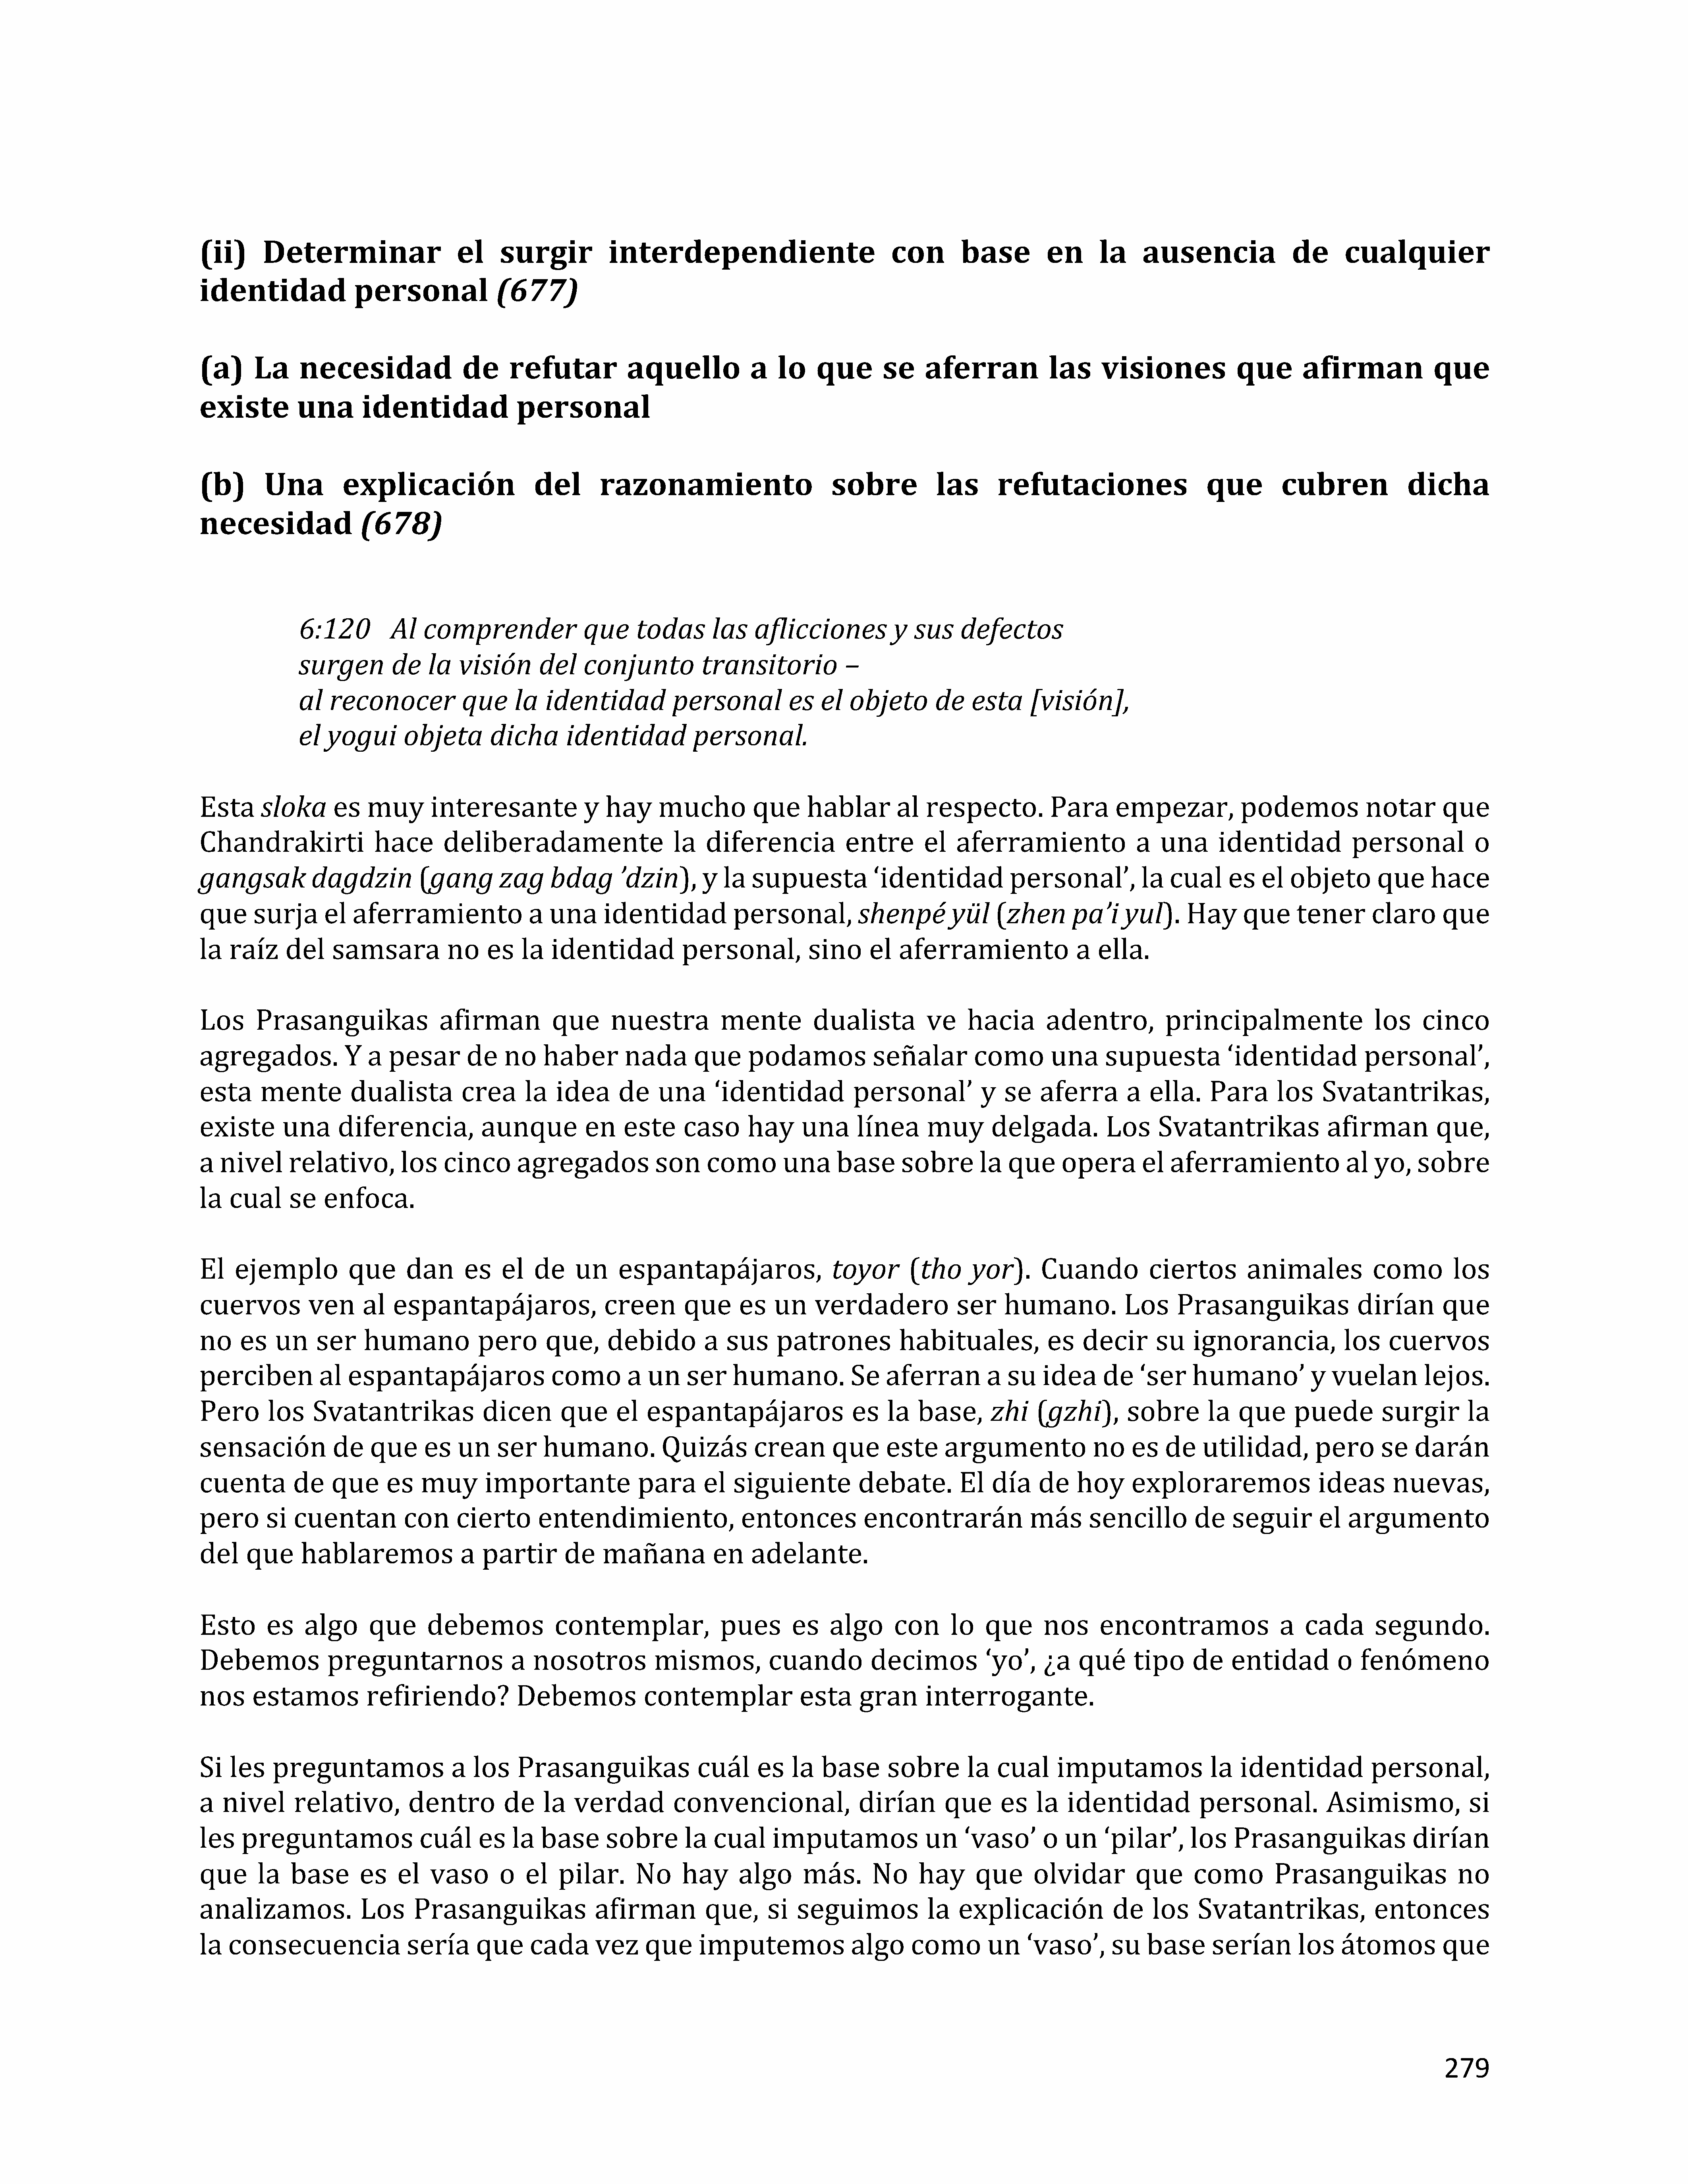 (ii) Determinar el surgir interdependiente con base en la ausencia de cualquier
identidad personal (677)
(a) La necesidad de refutar aquello a lo que se aferran las visiones que afirman que
existe una identidad personal
(b) Una explicación del razonamiento sobre las refutaciones que cubren dicha
necesidad (678)
6:120 Al comprender que todas las aflicciones y sus defectos
surgen de la visión del conjunto transitorio –
al reconocer que la identidad personal es el objeto de esta [visión],
el yogui objeta dicha identidad personal.
Esta sloka es muy interesante y hay mucho que hablar al respecto. Para empezar, podemos notar que
Chandrakirti hace deliberadamente la diferencia entre el aferramiento a una identidad personal o
gangsak dagdzin (gang zag bdag ’dzin), y la supuesta ‘identidad personal’, la cual es el objeto que hace
que surja el aferramiento a una identidad personal, shenpé yül (zhen pa’i yul). Hay que tener claro que
la raíz del samsara no es la identidad personal, sino el aferramiento a ella.
Los Prasanguikas afirman que nuestra mente dualista ve hacia adentro, principalmente los cinco
agregados. Y a pesar de no haber nada que podamos señalar como una supuesta ‘identidad personal’,
esta mente dualista crea la idea de una ‘identidad personal’ y se aferra a ella. Para los Svatantrikas,
existe una diferencia, aunque en este caso hay una línea muy delgada. Los Svatantrikas afirman que,
a nivel relativo, los cinco agregados son como una base sobre la que opera el aferramiento al yo, sobre
la cual se enfoca.
El ejemplo que dan es el de un espantapájaros, toyor (tho yor). Cuando ciertos animales como los
cuervos ven al espantapájaros, creen que es un verdadero ser humano. Los Prasanguikas dirían que
no es un ser humano pero que, debido a sus patrones habituales, es decir su ignorancia, los cuervos
perciben al espantapájaros como a un ser humano. Se aferran a su idea de ‘ser humano’ y vuelan lejos.
Pero los Svatantrikas dicen que el espantapájaros es la base, zhi (gzhi), sobre la que puede surgir la
sensación de que es un ser humano. Quizás crean que este argumento no es de utilidad, pero se darán
cuenta de que es muy importante para el siguiente debate. El día de hoy exploraremos ideas nuevas,
pero si cuentan con cierto entendimiento, entonces encontrarán más sencillo de seguir el argumento
del que hablaremos a partir de mañana en adelante.
Esto es algo que debemos contemplar, pues es algo con lo que nos encontramos a cada segundo.
Debemos preguntarnos a nosotros mismos, cuando decimos ‘yo’, ¿a qué tipo de entidad o fenómeno
nos estamos refiriendo? Debemos contemplar esta gran interrogante.
Si les preguntamos a los Prasanguikas cuál es la base sobre la cual imputamos la identidad personal,
a nivel relativo, dentro de la verdad convencional, dirían que es la identidad personal. Asimismo, si
les preguntamos cuál es la base sobre la cual imputamos un ‘vaso’ o un ‘pilar’, los Prasanguikas dirían
que la base es el vaso o el pilar. No hay algo más. No hay que olvidar que como Prasanguikas no
analizamos. Los Prasanguikas afirman que, si seguimos la explicación de los Svatantrikas, entonces
la consecuencia sería que cada vez que imputemos algo como un ‘vaso’, su base serían los átomos que
279